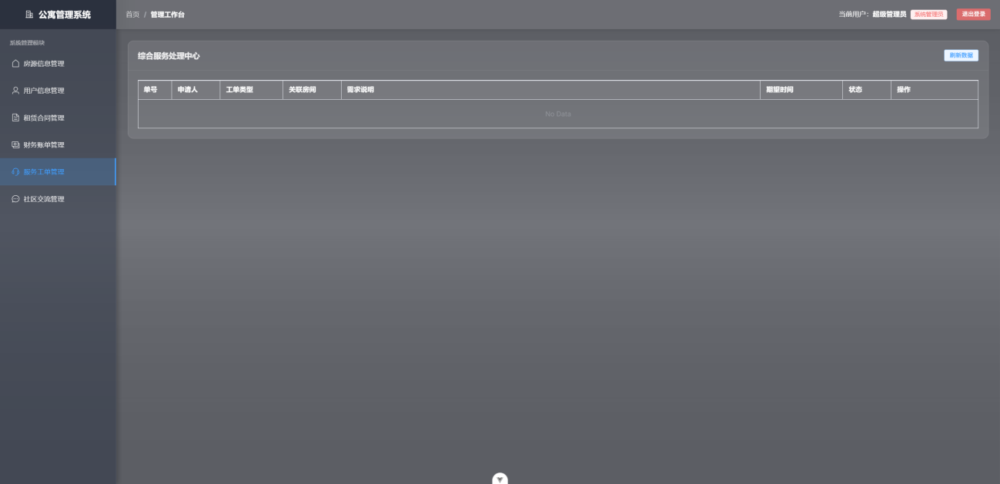 公寓管理系统
首页 / 管理工作台
当前用户: 超级管理员 系统管理员 退出登录
系统管理模块
房源信息管理
用户信息管理
租赁合同管理
财务账单管理
服务工单管理
社区交流管理
综合服务处理中心
刷新数据
单号 申请人 工单类型 关联房间 需求说明 期望时间 状态 操作
No Data